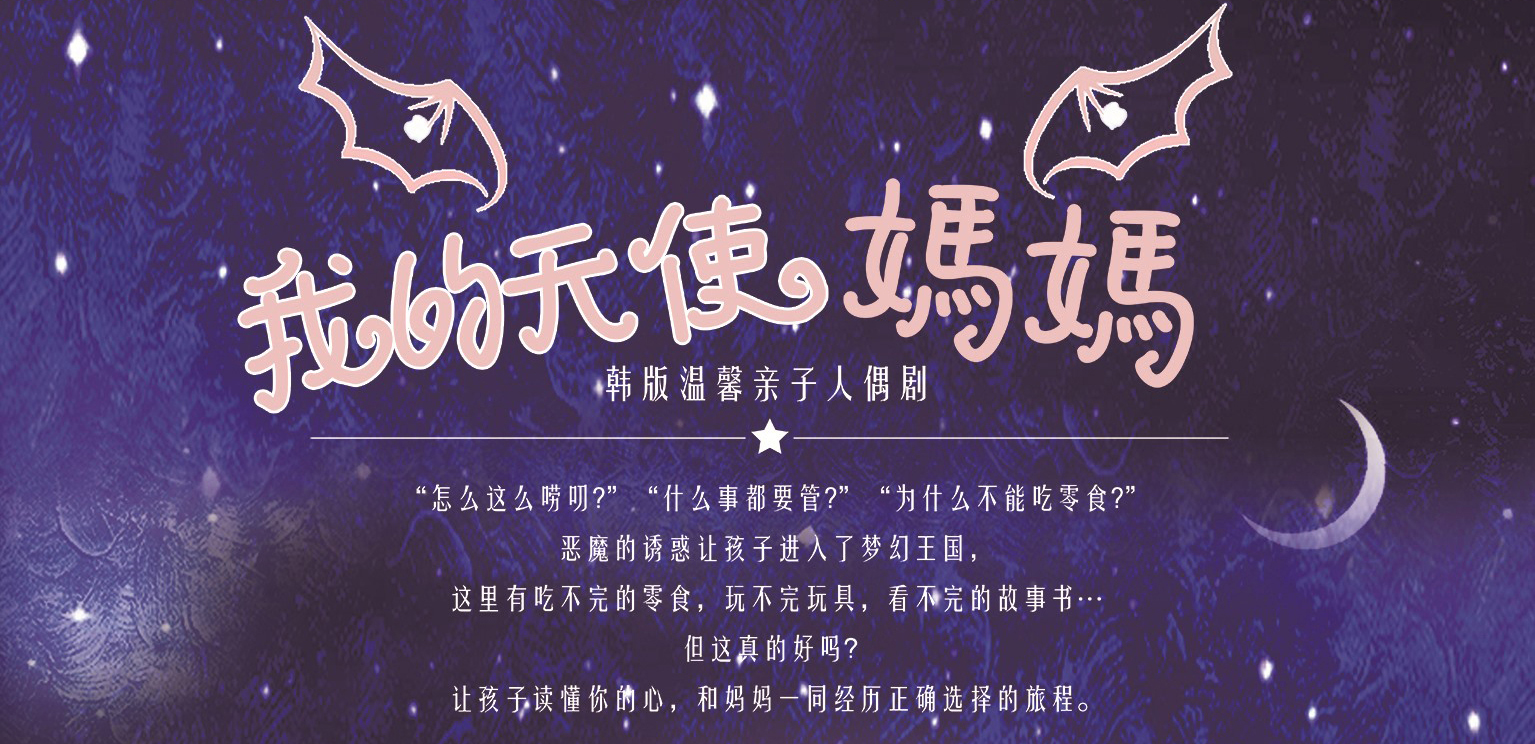 我的天使媽媽
韩版温馨亲子人偶剧
“怎么这么唠叨?” “什么事都要管?” “为什么不能吃零食?”
恶魔的诱惑让孩子进入了梦幻王国，
这里有吃不完的零食，玩不完玩具，看不完的故事书…
但这真的好吗?
让孩子读懂你的心，和妈妈一同经历正确选择的旅程。